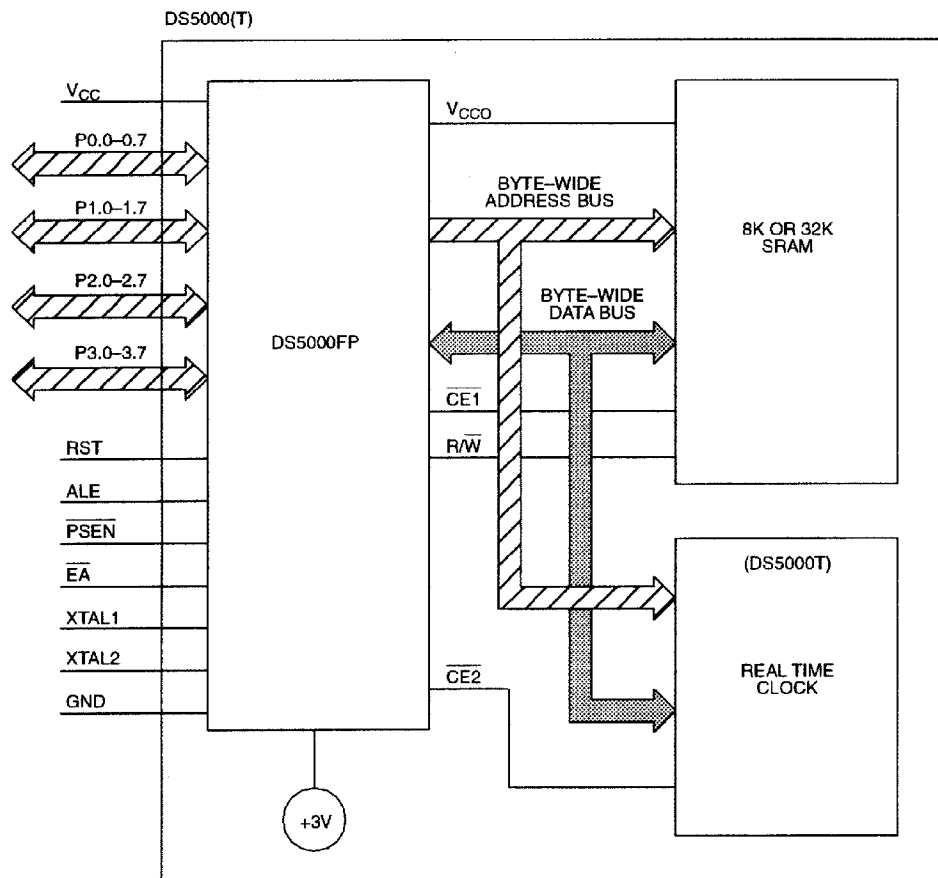 DS5000(T)
VCC
P0.0–0.7
P1.0–1.7
P2.0–2.7
P3.0–3.7
RST
ALE
PSEN
EA
XTAL1
XTAL2
GND
DS5000FP
+3V
VCCO
BYTE–WIDE
ADDRESS BUS
BYTE–WIDE
DATA BUS
CE1
R/W
CE2
8K OR 32K
SRAM
(DS5000T)
REAL TIME
CLOCK